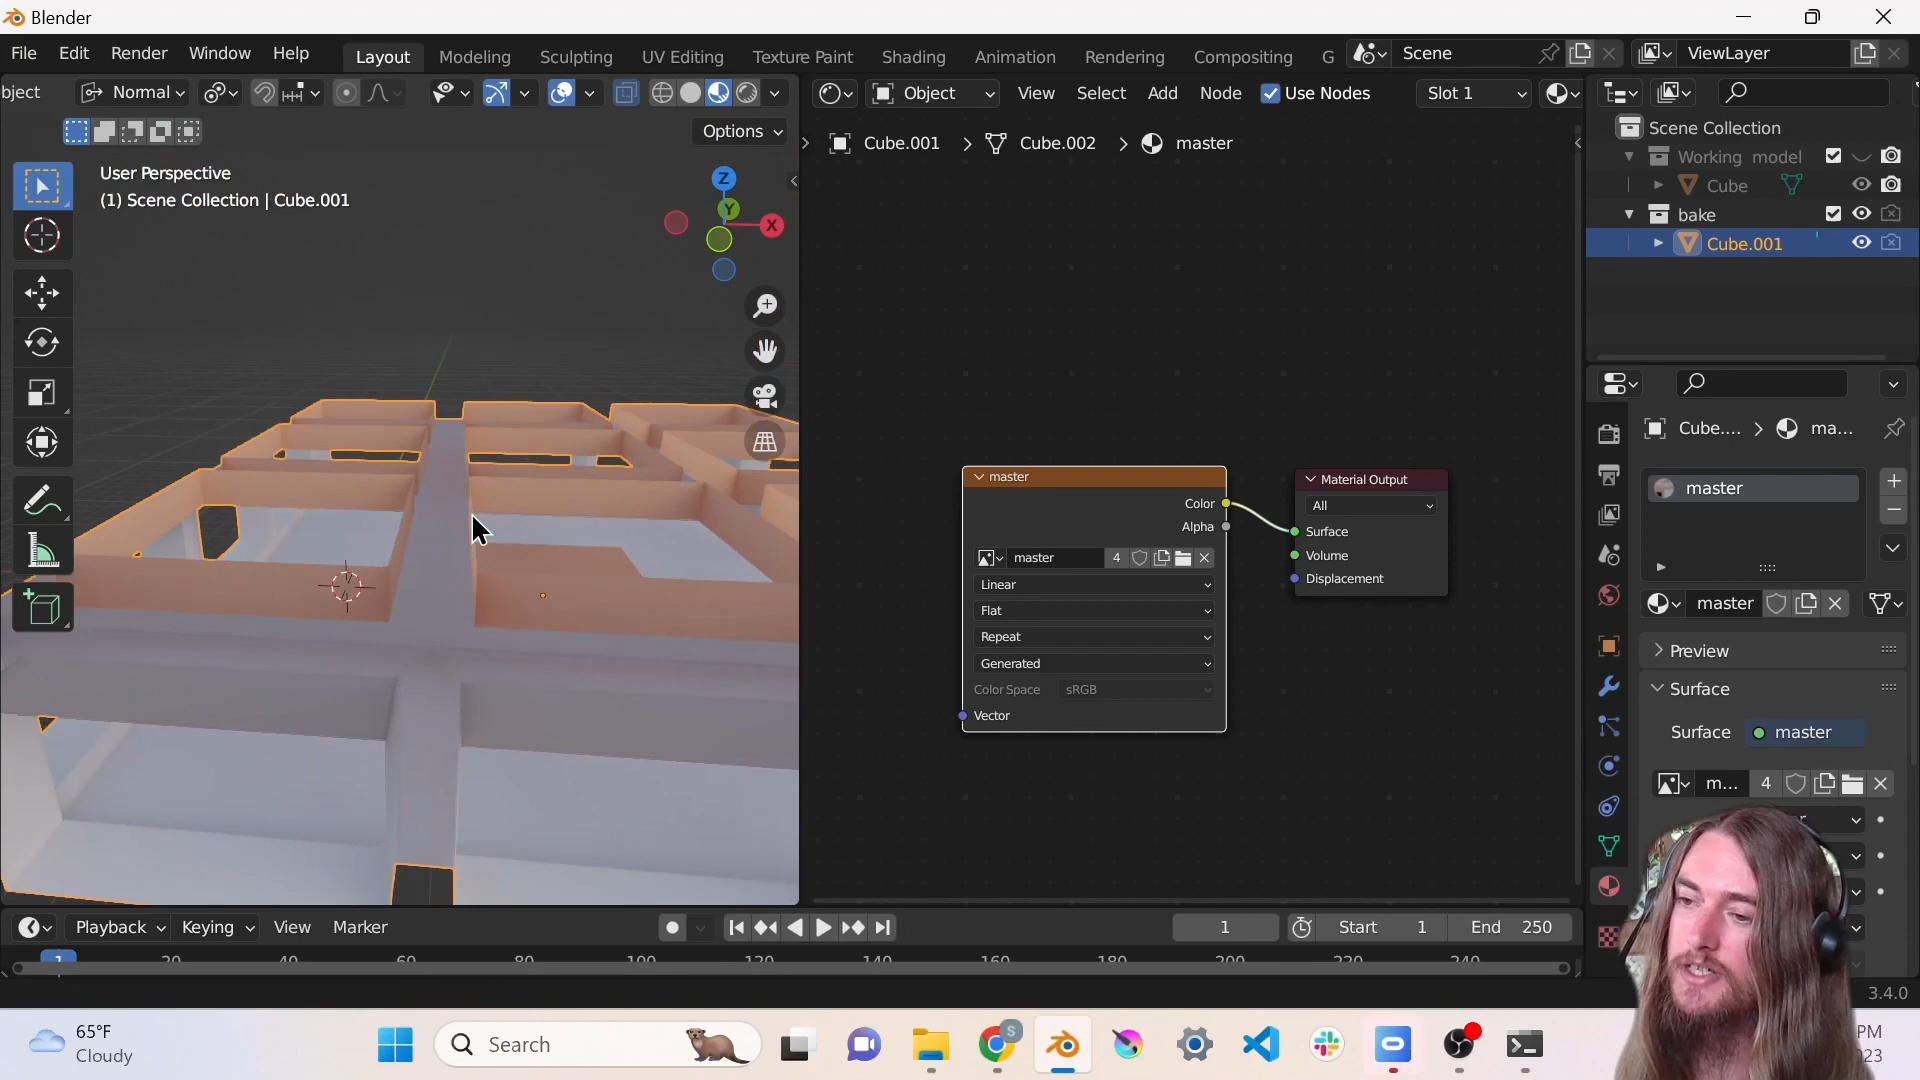 Blender
File Edit Render Window Help Layout Modeling Sculpting UV Editing Texture Paint Shading Animation Rendering Compositing G Scene ViewLayer
bject Normal Object View Select Add Node Use Nodes Slot 1
Options
User Perspective
(1) Scene Collection | Cube.001
Z
Y
X
Cube.001 > Cube.002 > master
master
Color
Alpha
master 4
Linear
Flat
Repeat
Generated
Color Space sRGB
Vector
Material Output
All
Surface
Volume
Displacement
Scene Collection
Working model
Cube
bake
Cube.001
Cube.... > ma...
master
master
Preview
Surface
Surface master
m... 4
Playback Keying View Marker 1 Start 1 End 250
1 20 40 60 80 100 120 140 160 180 200 220 240
3.4.0
65°F
Cloudy
Search
S
PM
023